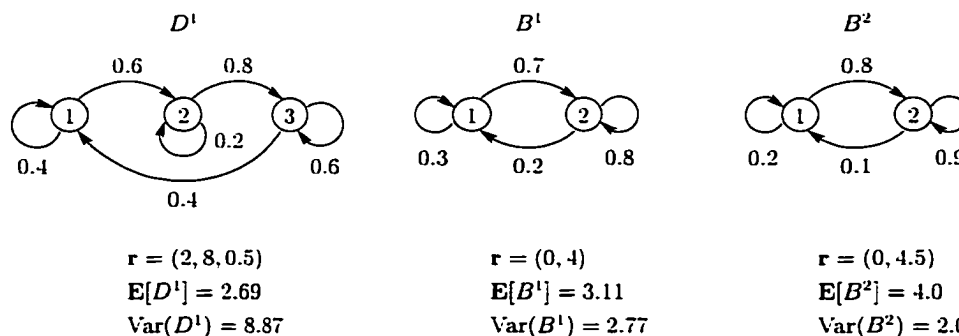 D¹ B¹ B²
0.6 0.8 0.7 0.8
1 2 3 1 2 1 2
0.4 0.2 0.6 0.3 0.2 0.8 0.2 0.1
0.4
r = (2, 8, 0.5) r = (0, 4) r = (0, 4.5)
E[D¹] = 2.69 E[B¹] = 3.11 E[B²] = 4.0
Var(D¹) = 8.87 Var(B¹) = 2.77 Var(B²) =